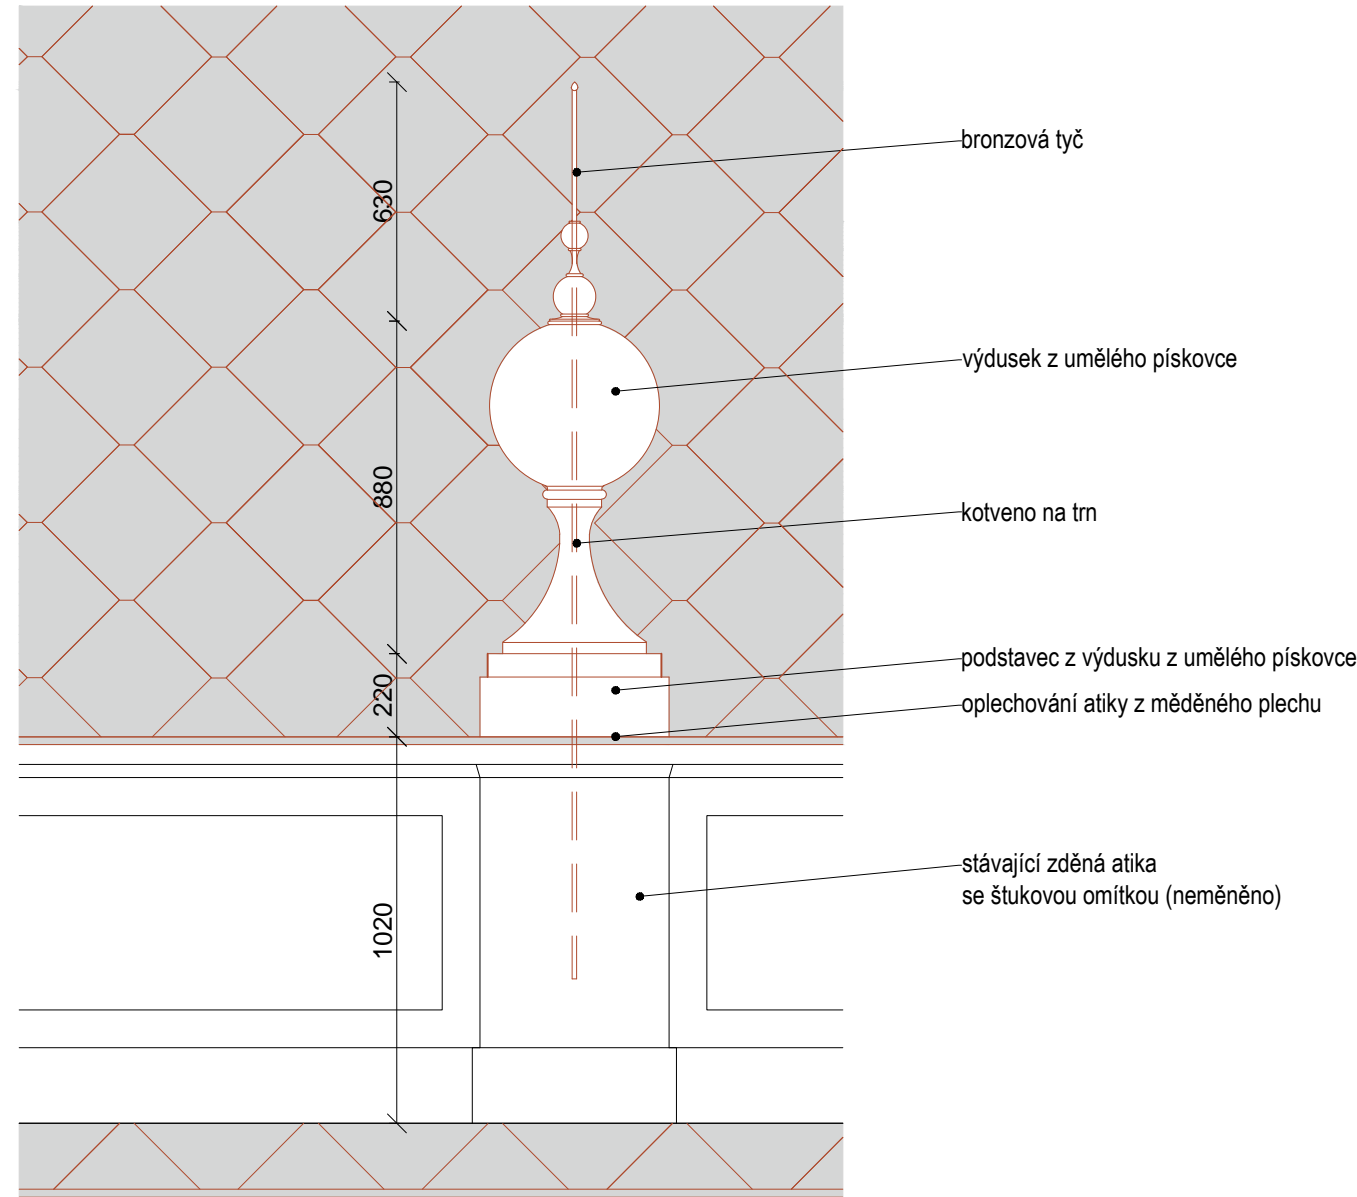 bronzová tyč
630
výdusek z umělého pískovce
880
kotveno na trn
podstavec z výdusku z umělého pískovce
220
oplechování atiky z měděného plechu
stávající zděná atika
se štukovou omítkou (neměněno)
1020